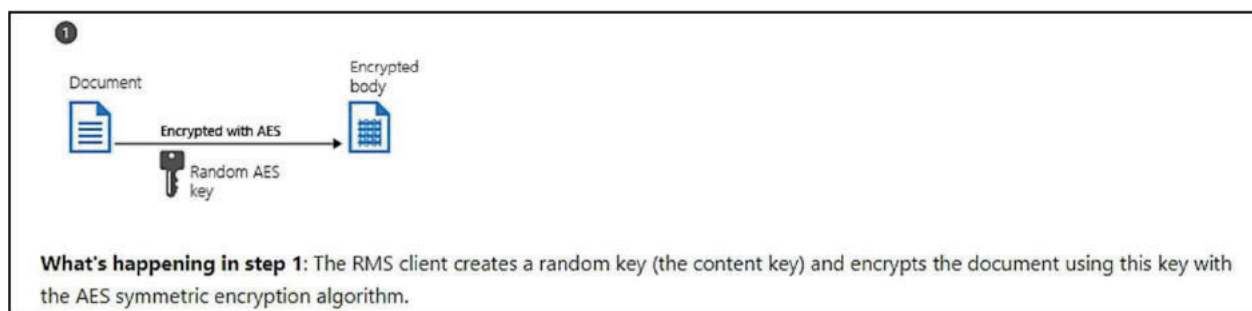 1
Document
Encrypted
body
Encrypted with AES
Random AES
key
What's happening in step 1: The RMS client creates a random key (the content key) and encrypts the document using this key with
the AES symmetric encryption algorithm.